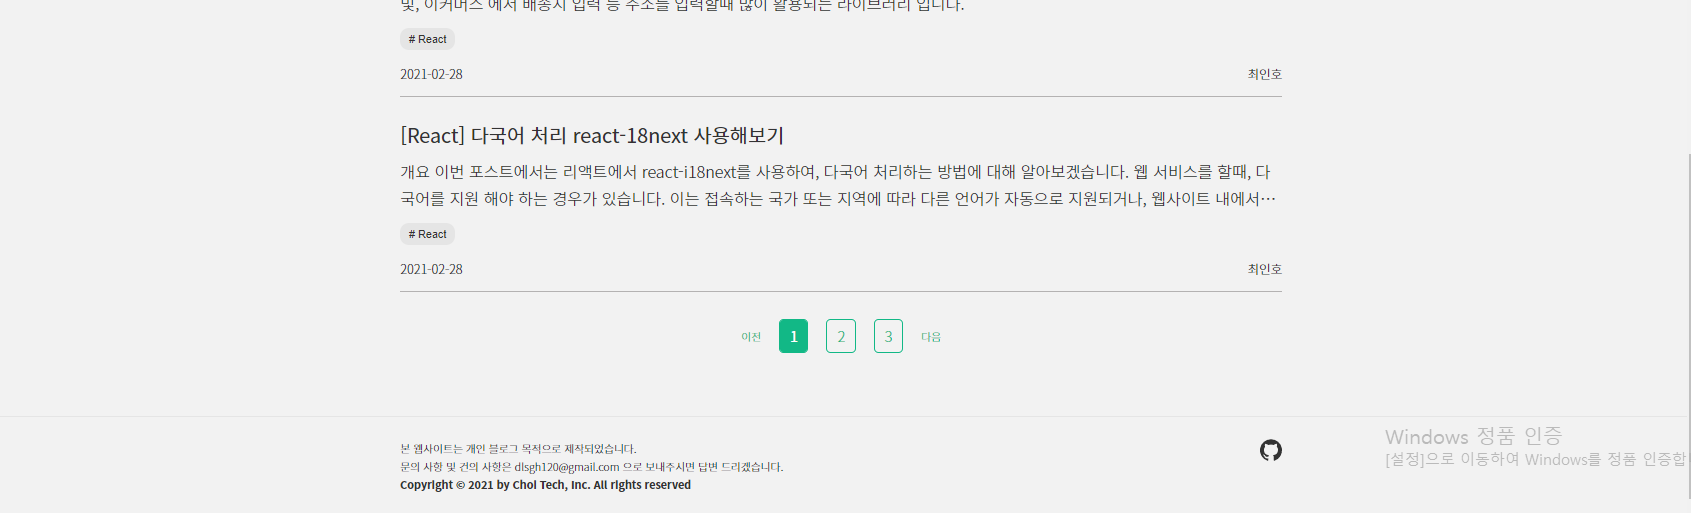 및, 이커머스 에서 배송지 입력 등 주소를 입력할때 많이 활용되는 라이브러리 입니다.
# React
2021-02-28 최인호
[React] 다국어 처리 react-18next 사용해보기
개요 이번 포스트에서는 리액트에서 react-i18next를 사용하여, 다국어 처리하는 방법에 대해 알아보겠습니다. 웹 서비스를 할때, 다
국어를 지원 해야 하는 경우가 있습니다. 이는 접속하는 국가 또는 지역에 따라 다른 언어가 자동으로 지원되거나, 웹사이트 내에서…
# React
2021-02-28 최인호
이전 1 2 3 다음
본 웹사이트는 개인 블로그 목적으로 제작되었습니다.
문의 사항 및 건의 사항은 dlsgh120@gmail.com 으로 보내주시면 답변 드리겠습니다.
Copyright © 2021 by Choi Tech, Inc. All rights reserved
Windows 정품 인증
[설정]으로 이동하여 Windows를 정품 인증합